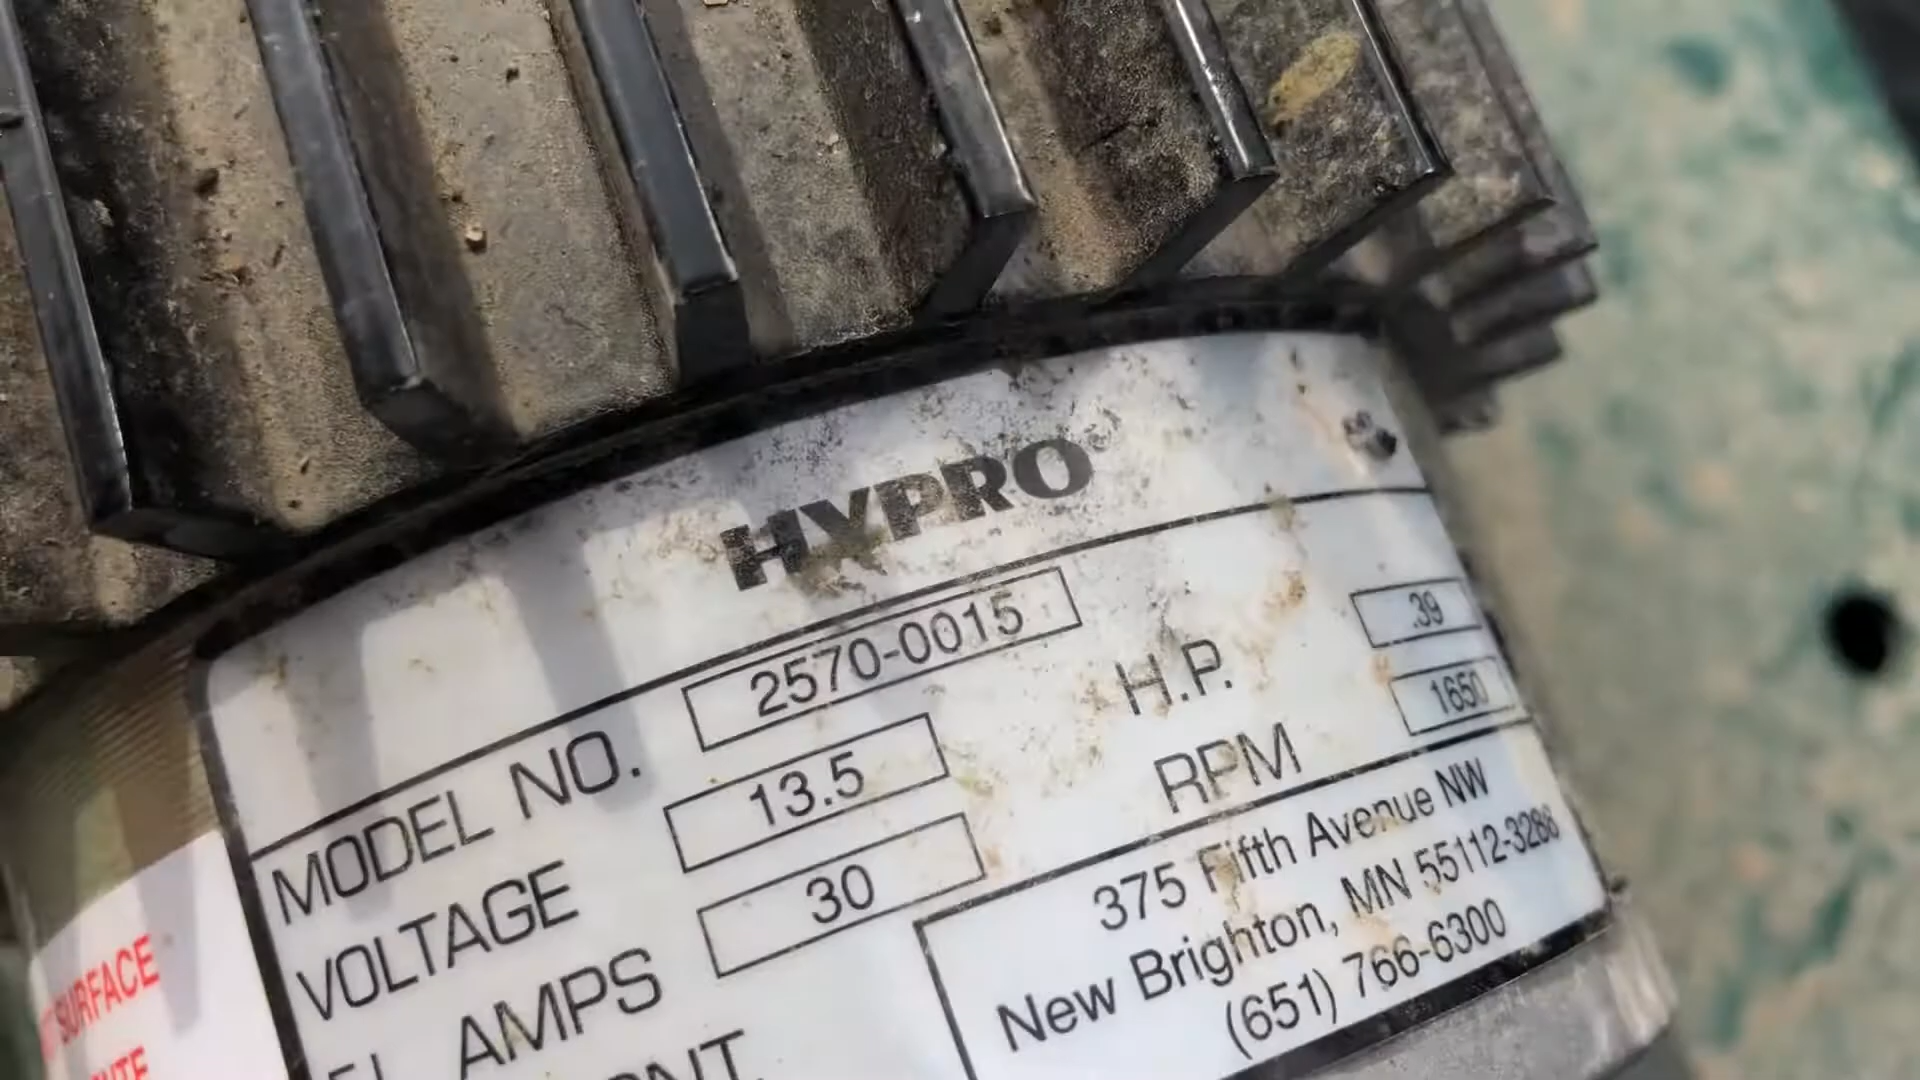 HYPRO
MODEL NO. 2570-0015
VOLTAGE 13.5
AMPS 30
H.P. .39
RPM 1650
375 Fifth Avenue NW
New Brighton, MN 55112-3286
(651) 766-6300
SURFACE